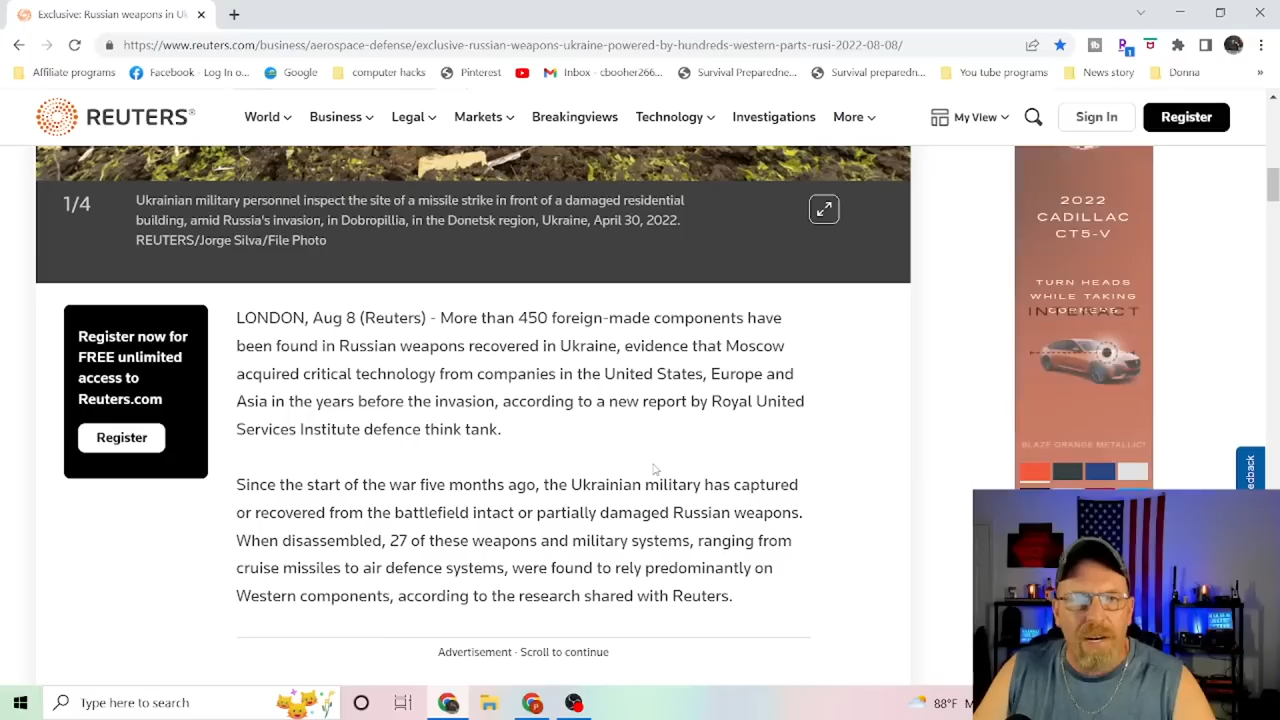 Exclusive: Russian weapons in Uk
https://www.reuters.com/business/aerospace-defense/exclusive-russian-weapons-ukraine-powered-by-hundreds-western-parts-rusi-2022-08-08/
Affiliate programs
Facebook - Log In o...
Google
computer hacks
Pinterest
Inbox - cbooher266...
Survival Preparedne...
Survival preparedn...
You tube programs
News story
Donna
»
REUTERS®
World
Business
Legal
Markets
Breakingviews
Technology
Investigations
More
My View
Sign In
Register
1/4
Ukrainian military personnel inspect the site of a missile strike in front of a damaged residential
building, amid Russia's invasion, in Dobropillia, in the Donetsk region, Ukraine, April 30, 2022.
REUTERS/Jorge Silva/File Photo
Register now for
FREE unlimited
access to
Reuters.com
Register
LONDON, Aug 8 (Reuters) - More than 450 foreign-made components have
been found in Russian weapons recovered in Ukraine, evidence that Moscow
acquired critical technology from companies in the United States, Europe and
Asia in the years before the invasion, according to a new report by Royal United
Services Institute defence think tank.
Since the start of the war five months ago, the Ukrainian military has captured
or recovered from the battlefield intact or partially damaged Russian weapons.
When disassembled, 27 of these weapons and military systems, ranging from
cruise missiles to air defence systems, were found to rely predominantly on
Western components, according to the research shared with Reuters.
Advertisement · Scroll to continue
2022
CADILLAC
CT5-V
TURN HEADS
WHILE TAKING
CORNERS
INTERACT
BLAZE ORANGE METALLIC
edback
Type here to search
88°F